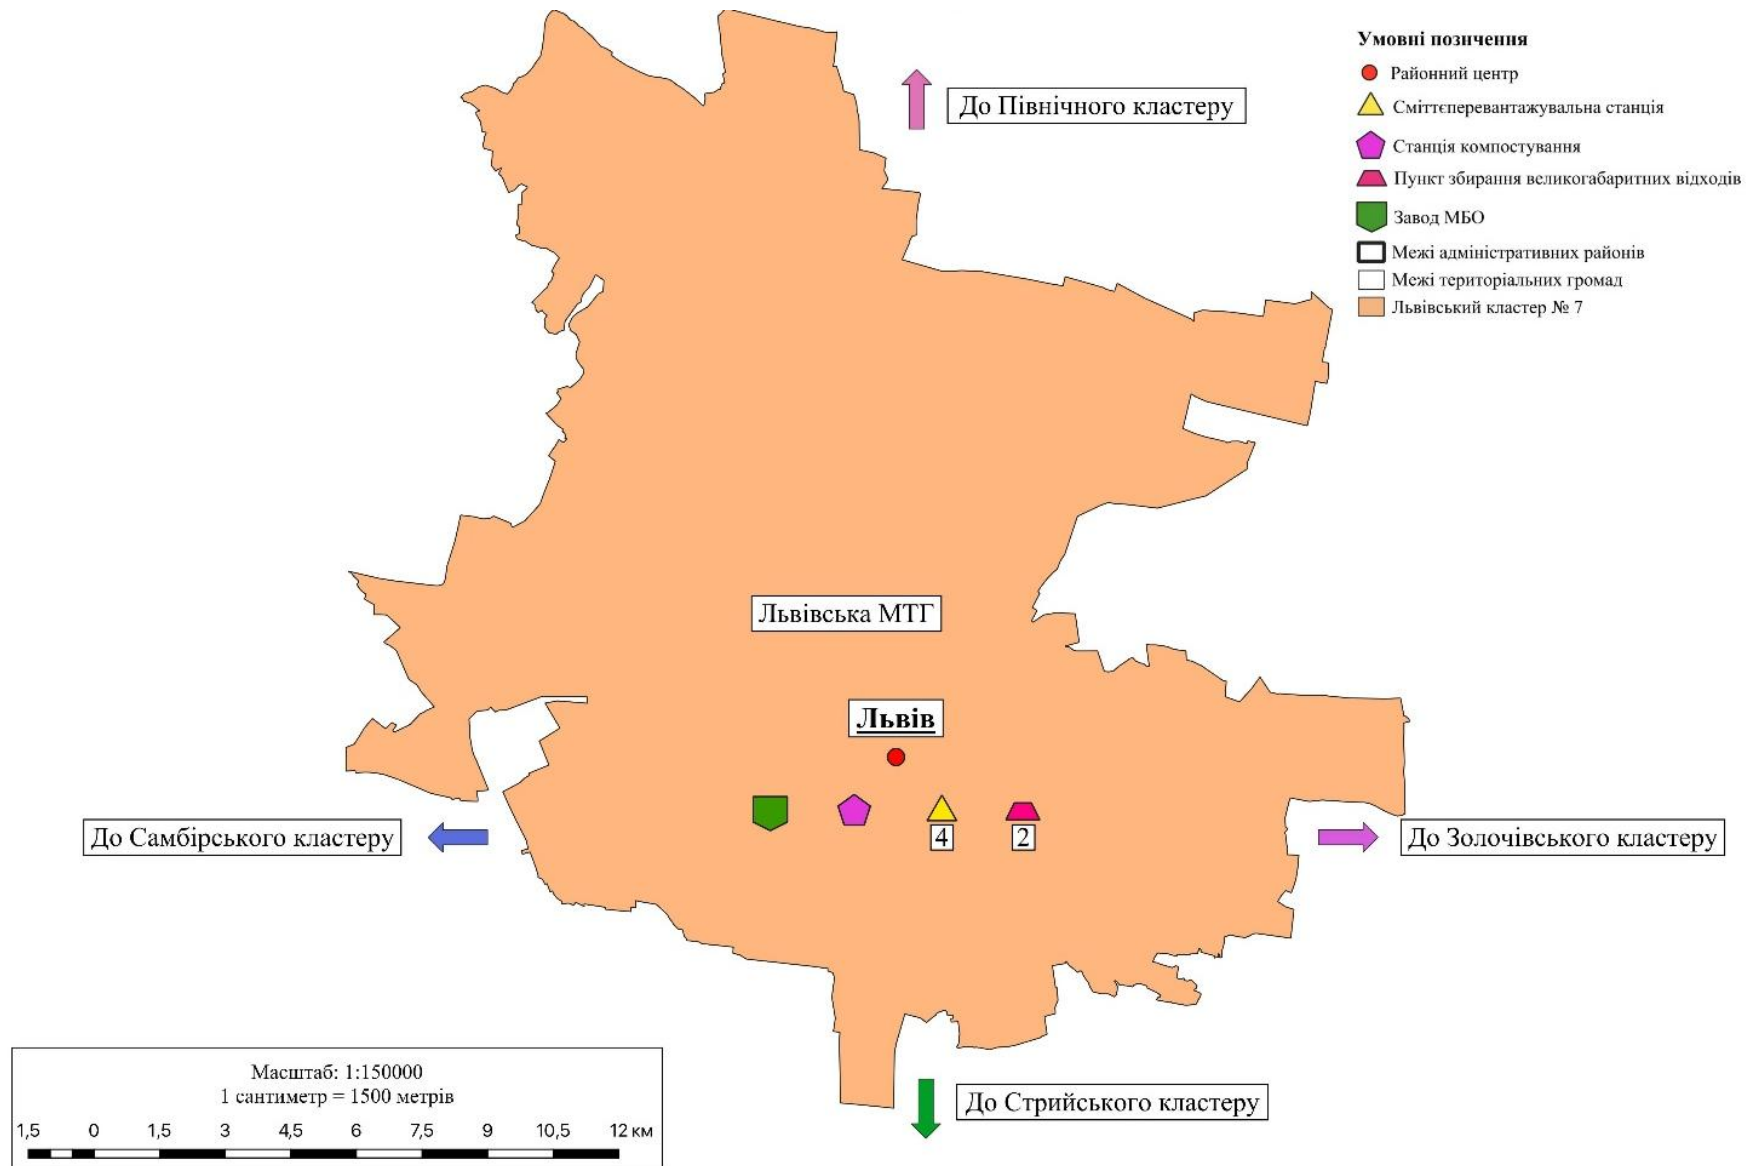 Умовні познчення
Районний центр
Сміттєперевантажувальна станція
Станція компостування
Пункт збирання великогабаритних відходів
Завод МБО
Межі адміністративних районів
Межі територіальних громад
Львівський кластер № 7
До Північного кластеру
Львівська МТГ
Львів
4
2
До Самбірського кластеру
До Золочівського кластеру
До Стрийського кластеру
Масштаб: 1:150000
1 сантиметр = 1500 метрів
1,5 0 1,5 3 4,5 6 7,5 9 10,5 12 км